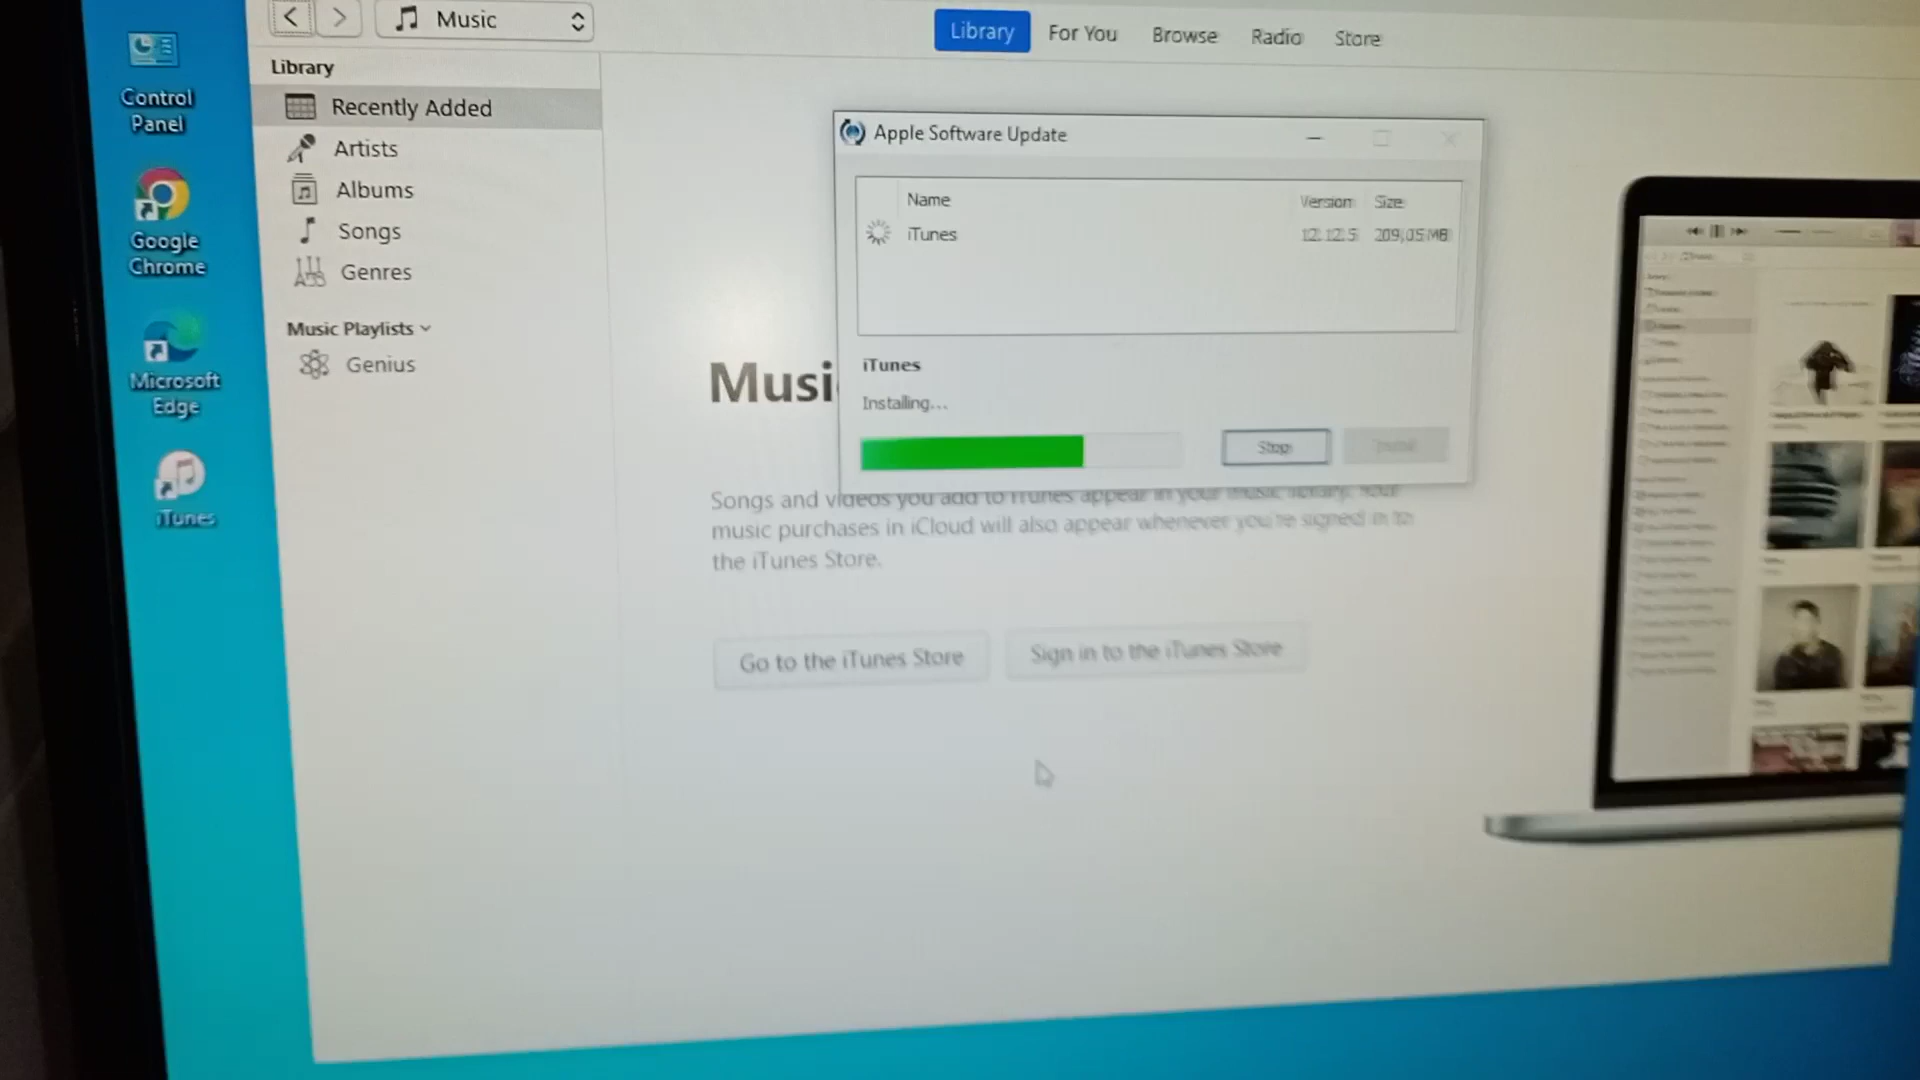 Music
Library
For You
Browse
Radio
Store
Control
Panel
Google
Chrome
Microsoft
Edge
iTunes
Library
Recently Added
Artists
Albums
Songs
Genres
Music Playlists
Genius
Apple Software Update
Name Version Size
iTunes 12.12.5 209,05 MB
iTunes
Installing...
Stop
Musi
Songs and videos you add to iTunes appear in your music library. Your
music purchases in iCloud will also appear whenever you're signed in to
the iTunes Store.
Go to the iTunes Store
Sign in to the iTunes Store